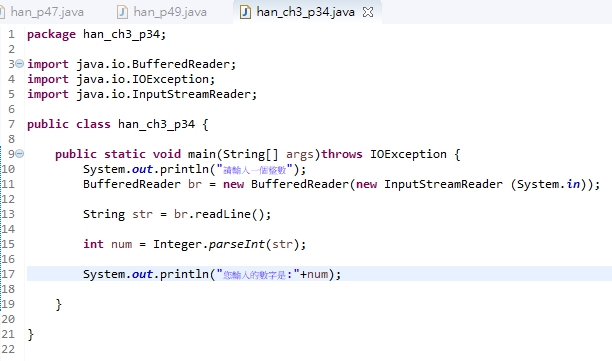 han_p47.java han_p49.java han_ch3_p34.java
1 package han_ch3_p34;
2
3 import java.io.BufferedReader;
4 import java.io.IOException;
5 import java.io.InputStreamReader;
6
7 public class han_ch3_p34 {
8
9 public static void main(String[] args)throws IOException {
10 System.out.println("請輸入一個整數");
11 BufferedReader br = new BufferedReader(new InputStreamReader (System.in));
12
13 String str = br.readLine();
14
15 int num = Integer.parseInt(str);
16
17 System.out.println("您輸入的數字是:"+num);
18
19 }
20
21 }
22